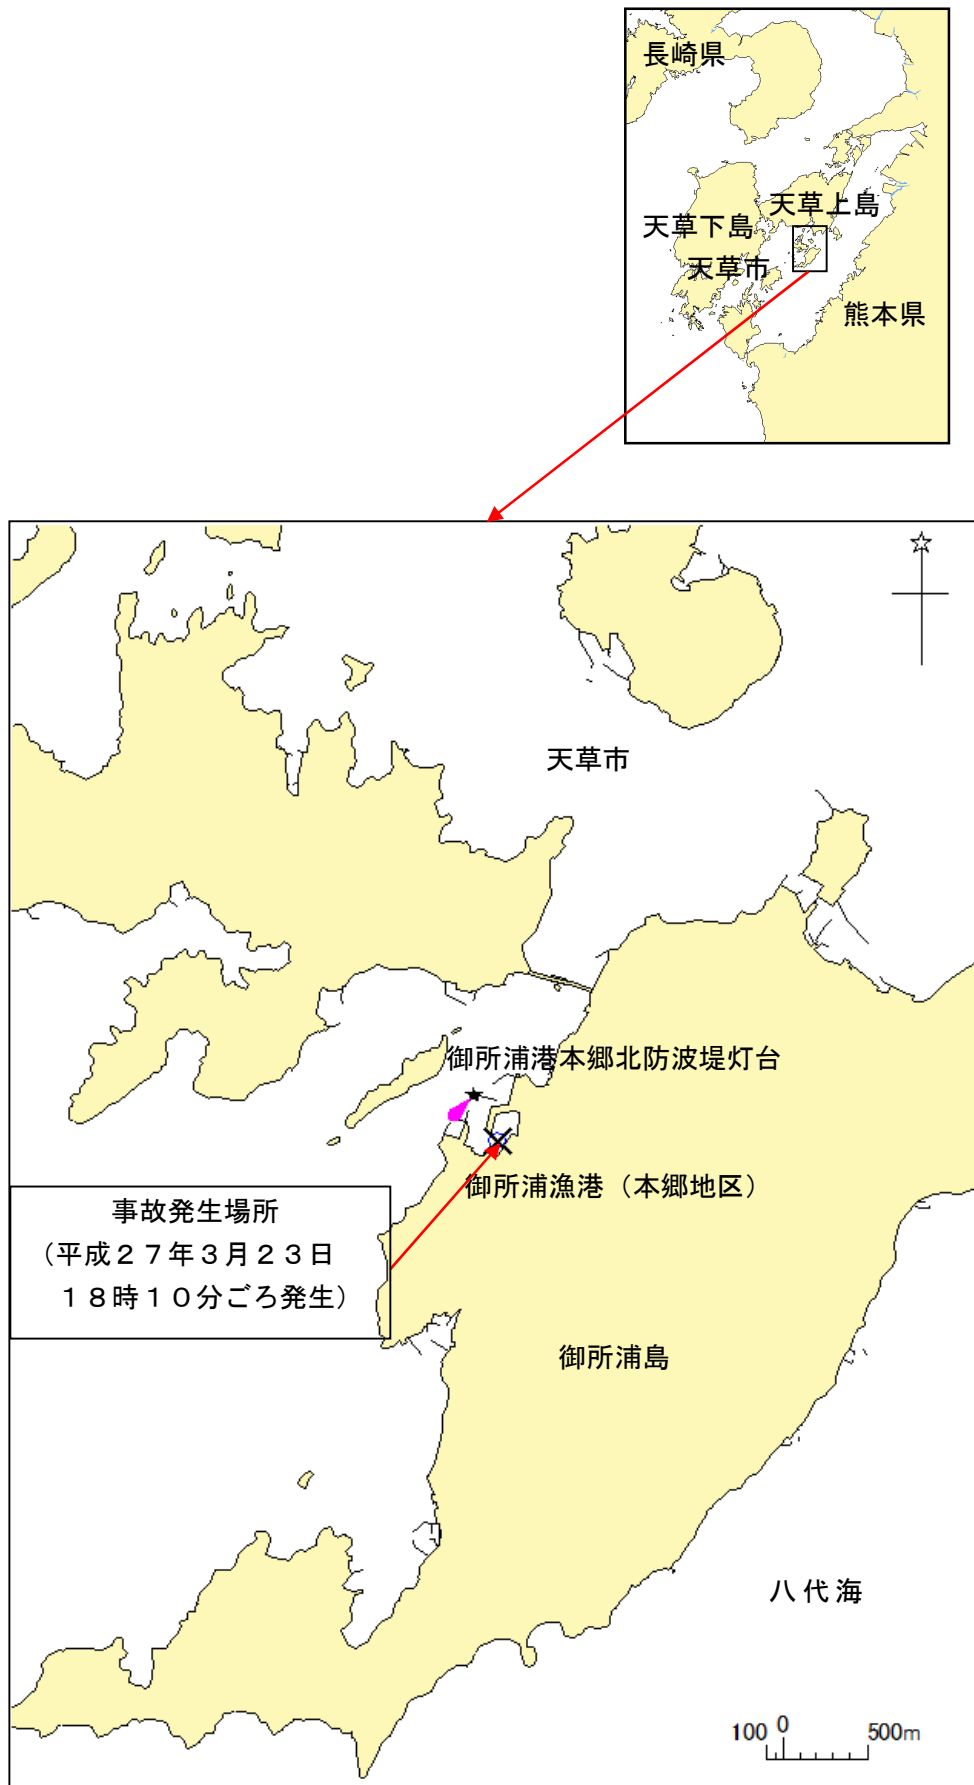 長崎県
天草上島
天草下島
天草市
熊本県
天草市
御所浦港本郷北防波堤灯台
御所浦漁港（本郷地区）
事故発生場所
（平成２７年３月２３日
１８時１０分ごろ発生）
御所浦島
八代海
100 0 500m